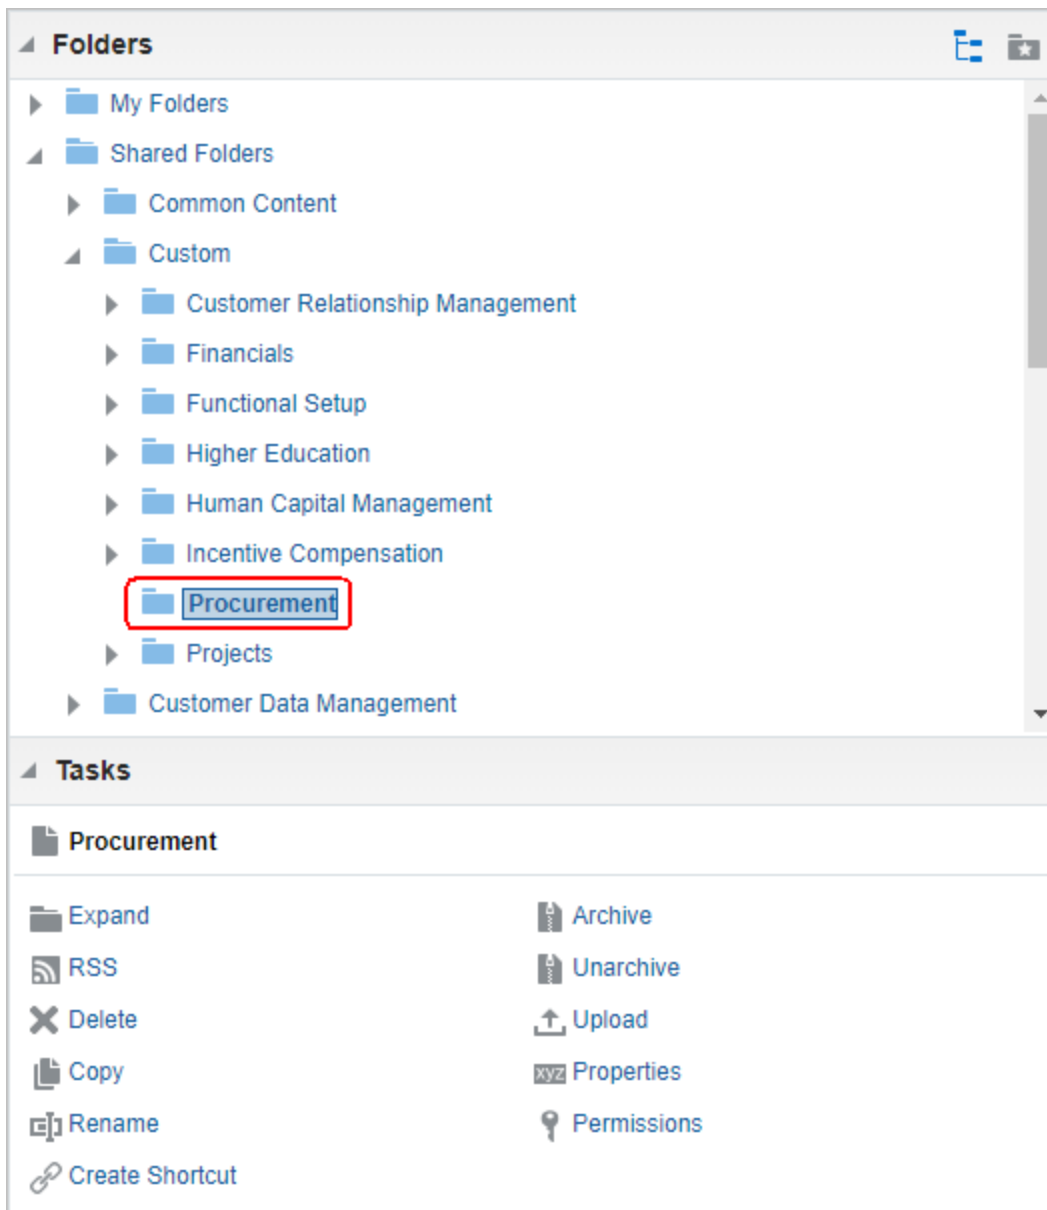 Folders
My Folders
Shared Folders
Common Content
Custom
Customer Relationship Management
Financials
Functional Setup
Higher Education
Human Capital Management
Incentive Compensation
Procurement
Projects
Customer Data Management
Tasks
Procurement
Expand
Archive
RSS
Unarchive
Delete
Upload
Copy
xyz Properties
Rename
Permissions
Create Shortcut